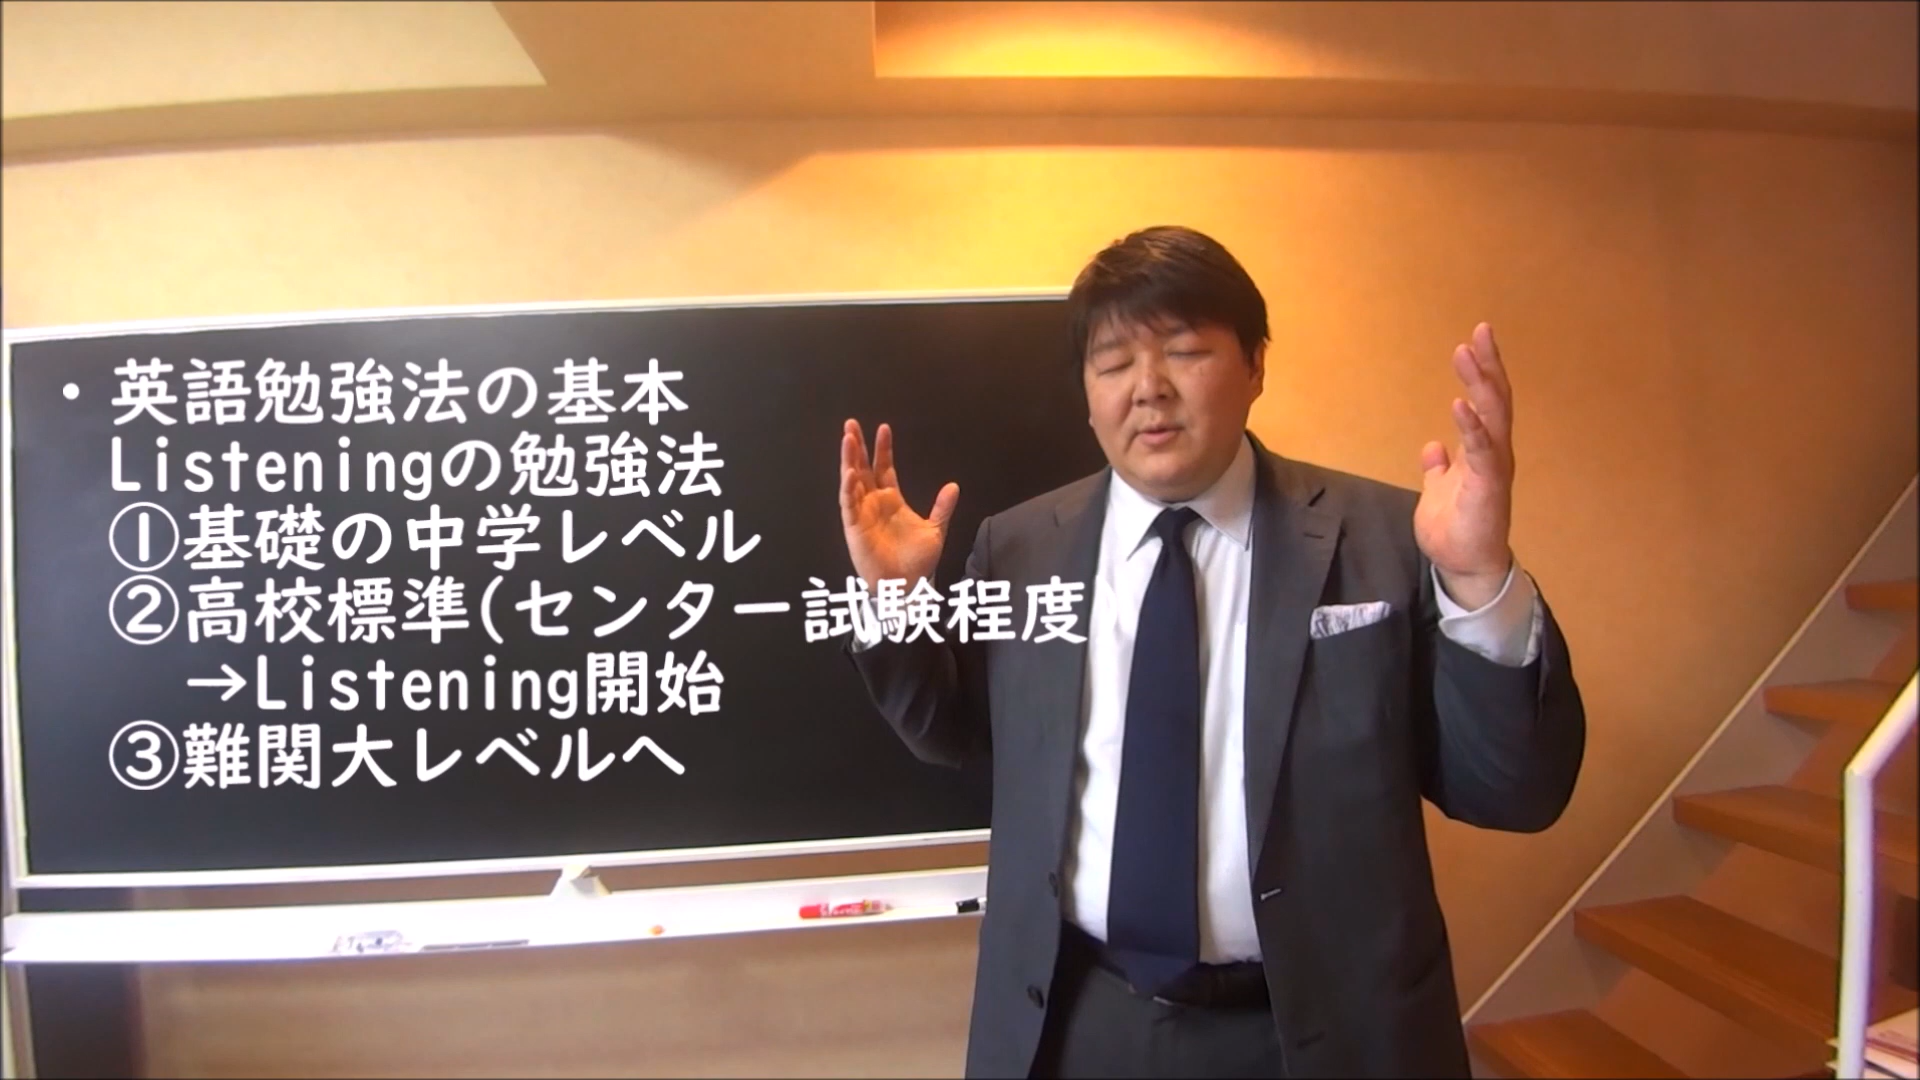 ・英語勉強法の基本
Listeningの勉強法
①基礎の中学レベル
②高校標準(センター試験程度)
→Listening開始
③難関大レベルへ